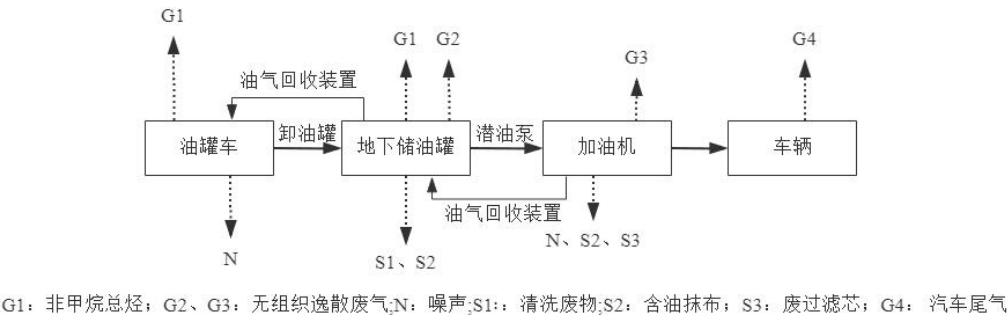 G1
G1
G2
G3
G4
油气回收装置
油罐车
卸油罐
地下储油罐
潜油泵
加油机
车辆
油气回收装置
N
S1、S2
N、S2、S3
G1：非甲烷总烃；G2、G3：无组织逸散废气;N：噪声;S1:：清洗废物;S2：含油抹布；S3：废过滤芯；G4： 汽车尾气